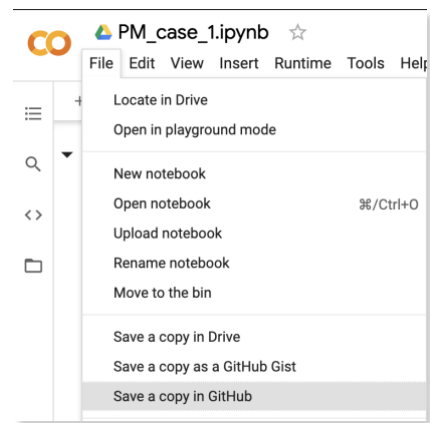 PM_case_1.ipynb
File Edit View Insert Runtime Tools Help
+
Locate in Drive
Open in playground mode
New notebook
Open notebook ⌘/Ctrl+O
Upload notebook
Rename notebook
Move to the bin
Save a copy in Drive
Save a copy as a GitHub Gist
Save a copy in GitHub